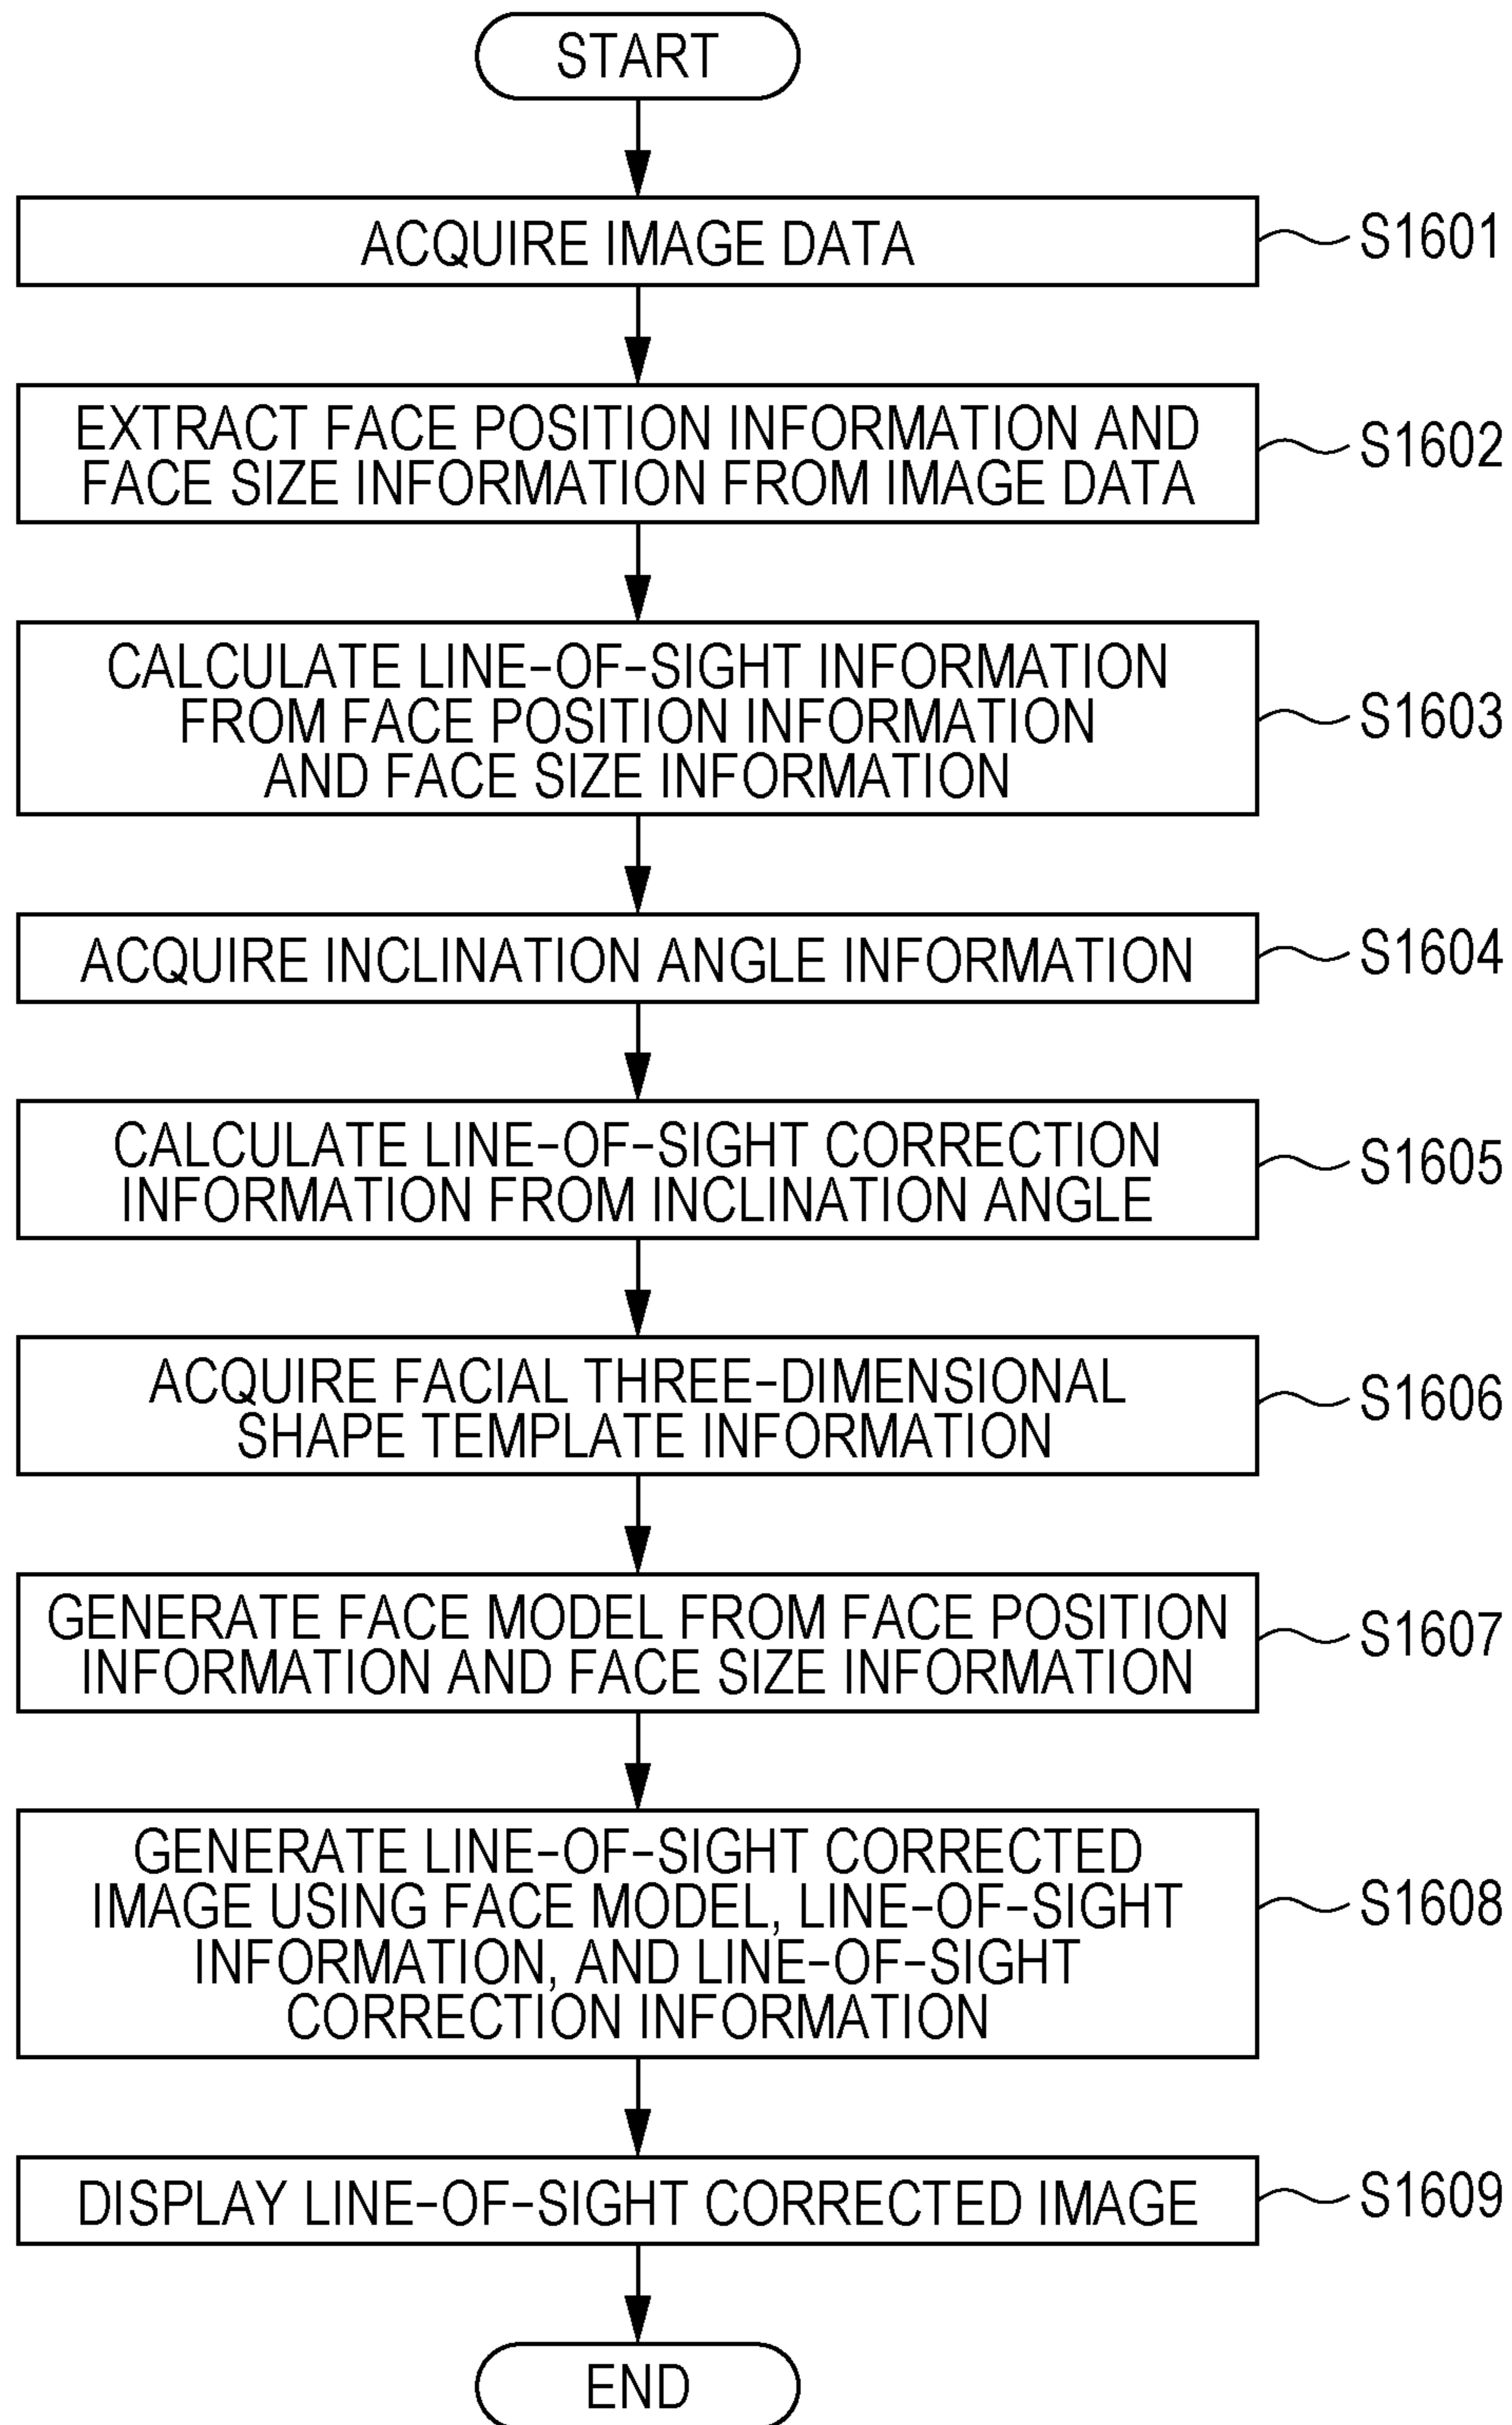 START
ACQUIRE IMAGE DATA
S1601
EXTRACT FACE POSITION INFORMATION AND
FACE SIZE INFORMATION FROM IMAGE DATA
S1602
CALCULATE LINE-OF-SIGHT INFORMATION
FROM FACE POSITION INFORMATION
AND FACE SIZE INFORMATION
S1603
ACQUIRE INCLINATION ANGLE INFORMATION
S1604
CALCULATE LINE-OF-SIGHT CORRECTION
INFORMATION FROM INCLINATION ANGLE
S1605
ACQUIRE FACIAL THREE-DIMENSIONAL
SHAPE TEMPLATE INFORMATION
S1606
GENERATE FACE MODEL FROM FACE POSITION
INFORMATION AND FACE SIZE INFORMATION
S1607
GENERATE LINE-OF-SIGHT CORRECTED
IMAGE USING FACE MODEL, LINE-OF-SIGHT
INFORMATION, AND LINE-OF-SIGHT
CORRECTION INFORMATION
S1608
DISPLAY LINE-OF-SIGHT CORRECTED IMAGE
S1609
END